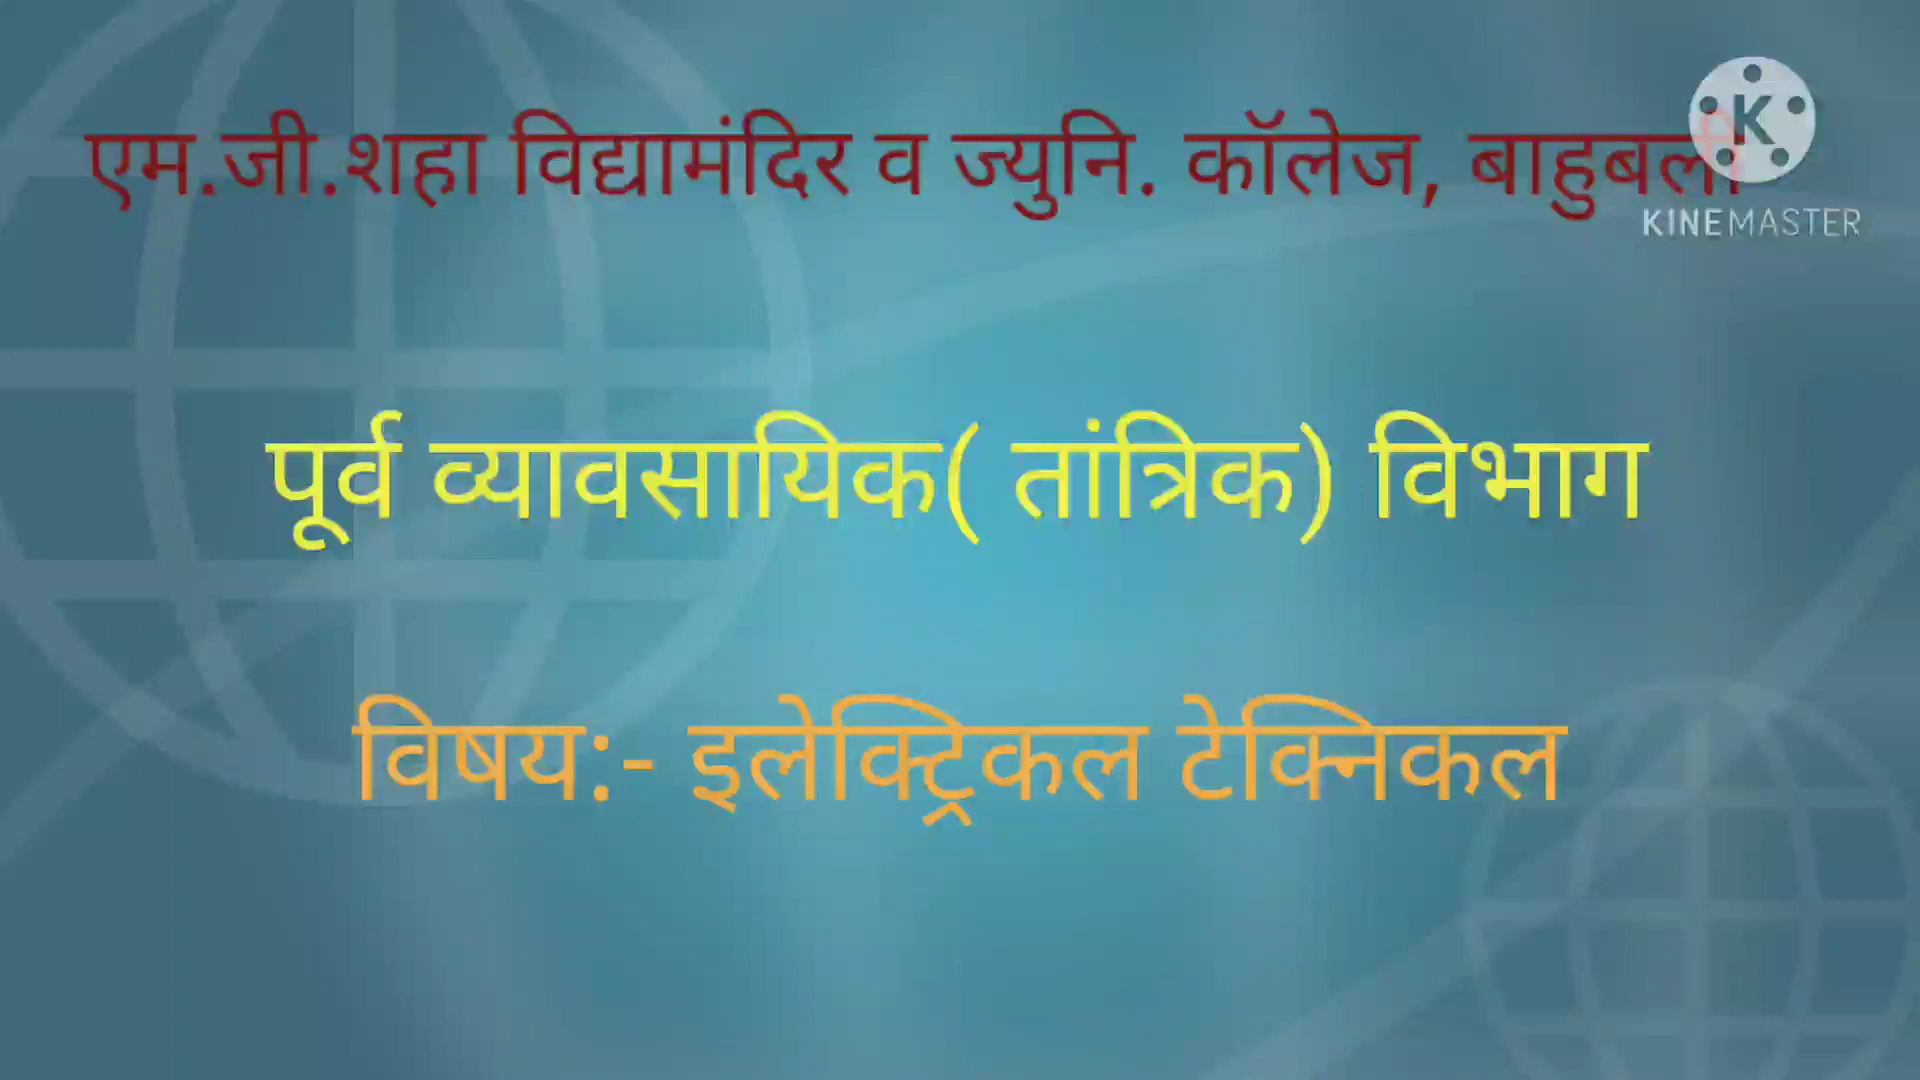 एम.जी.शहा विद्यामंदिर व ज्युनि. कॉलेज, बाहुबली
KINEMASTER
पूर्व व्यावसायिक( तांत्रिक) विभाग
विषय:- इलेक्ट्रिकल टेक्निकल